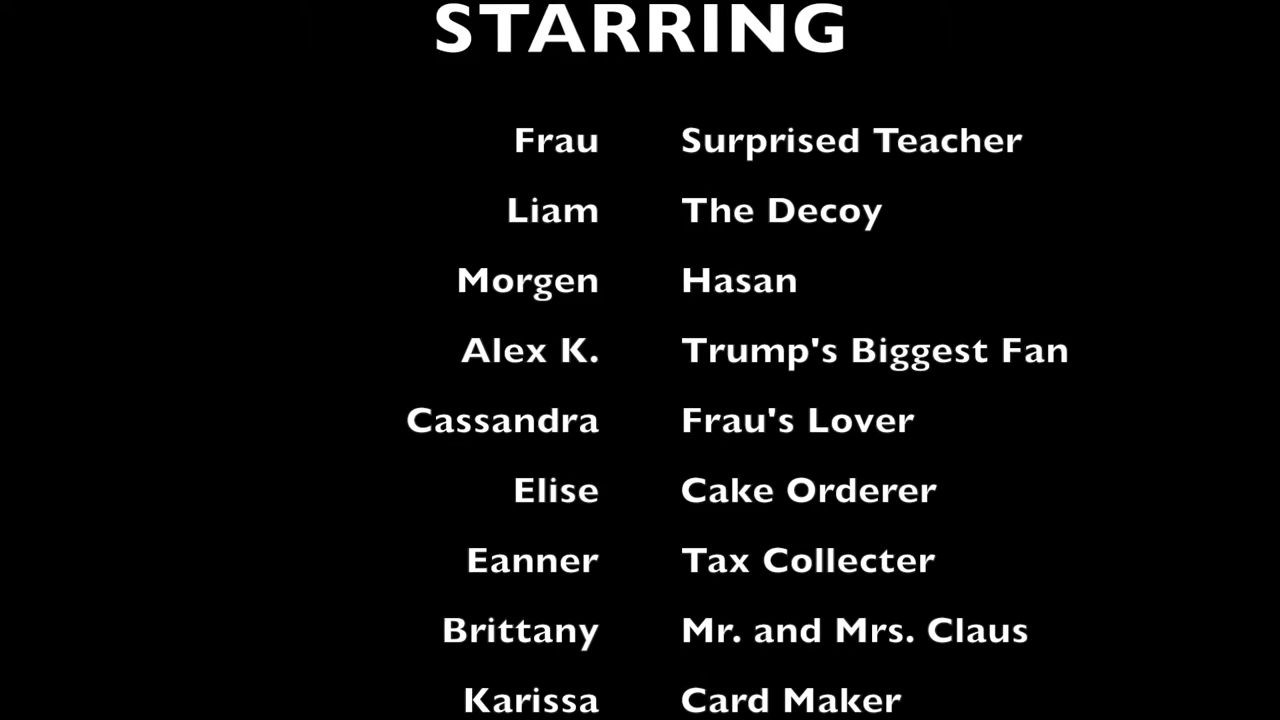 STARRING
Frau Surprised Teacher
Liam The Decoy
Morgen Hasan
Alex K. Trump's Biggest Fan
Cassandra Frau's Lover
Elise Cake Orderer
Eanner Tax Collecter
Brittany Mr. and Mrs. Claus
Karissa Card Maker